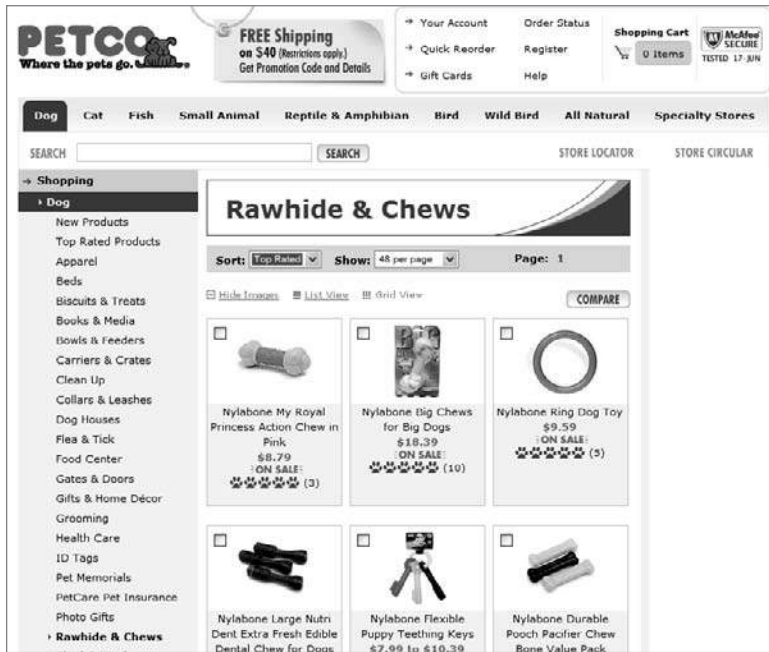 PETCO
Where the pets go.
FREE Shipping
on $40 (Restrictions apply.)
Get Promotion Code and Details
Your Account
Order Status
Quick Reorder
Register
Gift Cards
Help
Shopping Cart
0 Items
McAfee
SECURE
TESTED 17-JUN
Dog Cat Fish Small Animal Reptile & Amphibian Bird Wild Bird All Natural Specialty Stores
SEARCH SEARCH STORE LOCATOR STORE CIRCULAR
Shopping
Dog
New Products
Top Rated Products
Apparel
Beds
Biscuits & Treats
Books & Media
Bowls & Feeders
Carriers & Crates
Clean Up
Collars & Leashes
Dog Houses
Flea & Tick
Food Center
Gates & Doors
Gifts & Home Décor
Grooming
Health Care
ID Tags
Pet Memorials
PetCare Pet Insurance
Photo Gifts
Rawhide & Chews
Rawhide & Chews
Sort: Top Rated Show: 48 per page Page: 1
Hide Images List View Grid View COMPARE
Nylabone My Royal
Princess Action Chew in
Pink
$8.79
ON SALE
(3)
Nylabone Big Chews
for Big Dogs
$18.39
ON SALE
(10)
Nylabone Ring Dog Toy
$9.59
ON SALE
(5)
Nylabone Large Nutri
Dent Extra Fresh Edible
Dental Chew for Dogs
Nylabone Flexible
Puppy Teething Keys
$7.99 to $10.39
Nylabone Durable
Pooch Pacifier Chew
Bone Value Pack